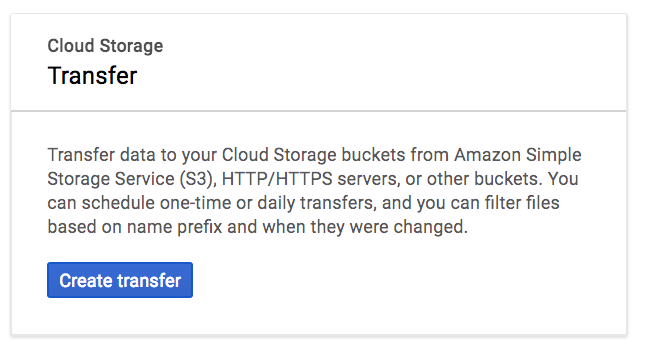 Cloud Storage
Transfer
Transfer data to your Cloud Storage buckets from Amazon Simple
Storage Service (S3), HTTP/HTTPS servers, or other buckets. You
can schedule one-time or daily transfers, and you can filter files
based on name prefix and when they were changed.
Create transfer